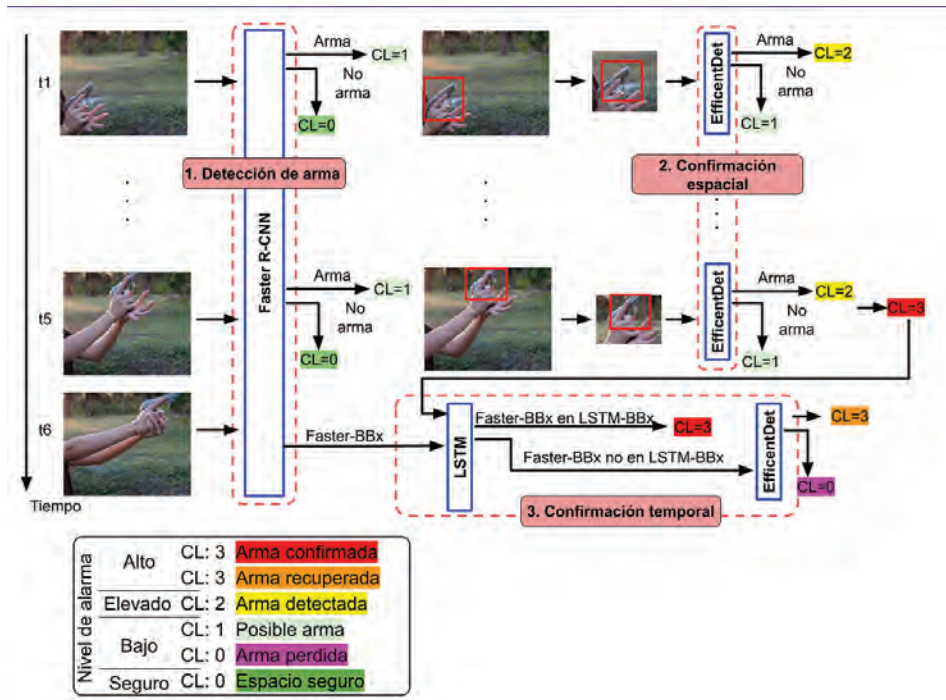 t1
Arma
CL=1
No
arma
CL=0
Arma
CL=2
No
arma
CL=1
EfficentDet
1. Detección de arma
2. Confirmación
espacial
Faster R-CNN
t5
Arma
CL=1
No
arma
CL=0
Arma
CL=2
No
arma
CL=1
EfficentDet
CL=3
t6
Faster-BBx
LSTM
Faster-BBx en LSTM-BBx
CL=3
Faster-BBx no en LSTM-BBx
EfficentDet
CL=3
CL=0
3. Confirmación temporal
Tiempo
Nivel de alarma
Alto
CL: 3 Arma confirmada
CL: 3 Arma recuperada
Elevado CL: 2 Arma detectada
Bajo
CL: 1 Posible arma
CL: 0 Arma perdida
Seguro CL: 0 Espacio seguro